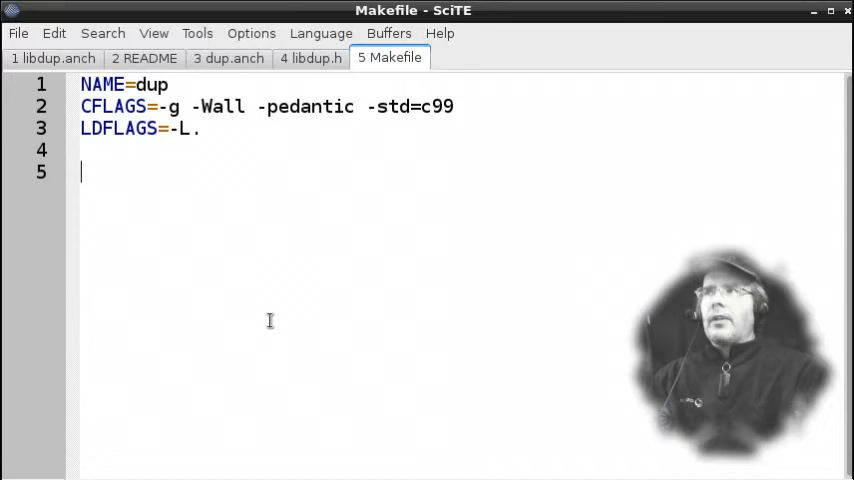 Makefile - SciTE
File Edit Search View Tools Options Language Buffers Help
1 libdup.anch 2 README 3 dup.anch 4 libdup.h 5 Makefile
1 NAME=dup
2 CFLAGS=-g -Wall -pedantic -std=c99
3 LDFLAGS=-L.
4
5